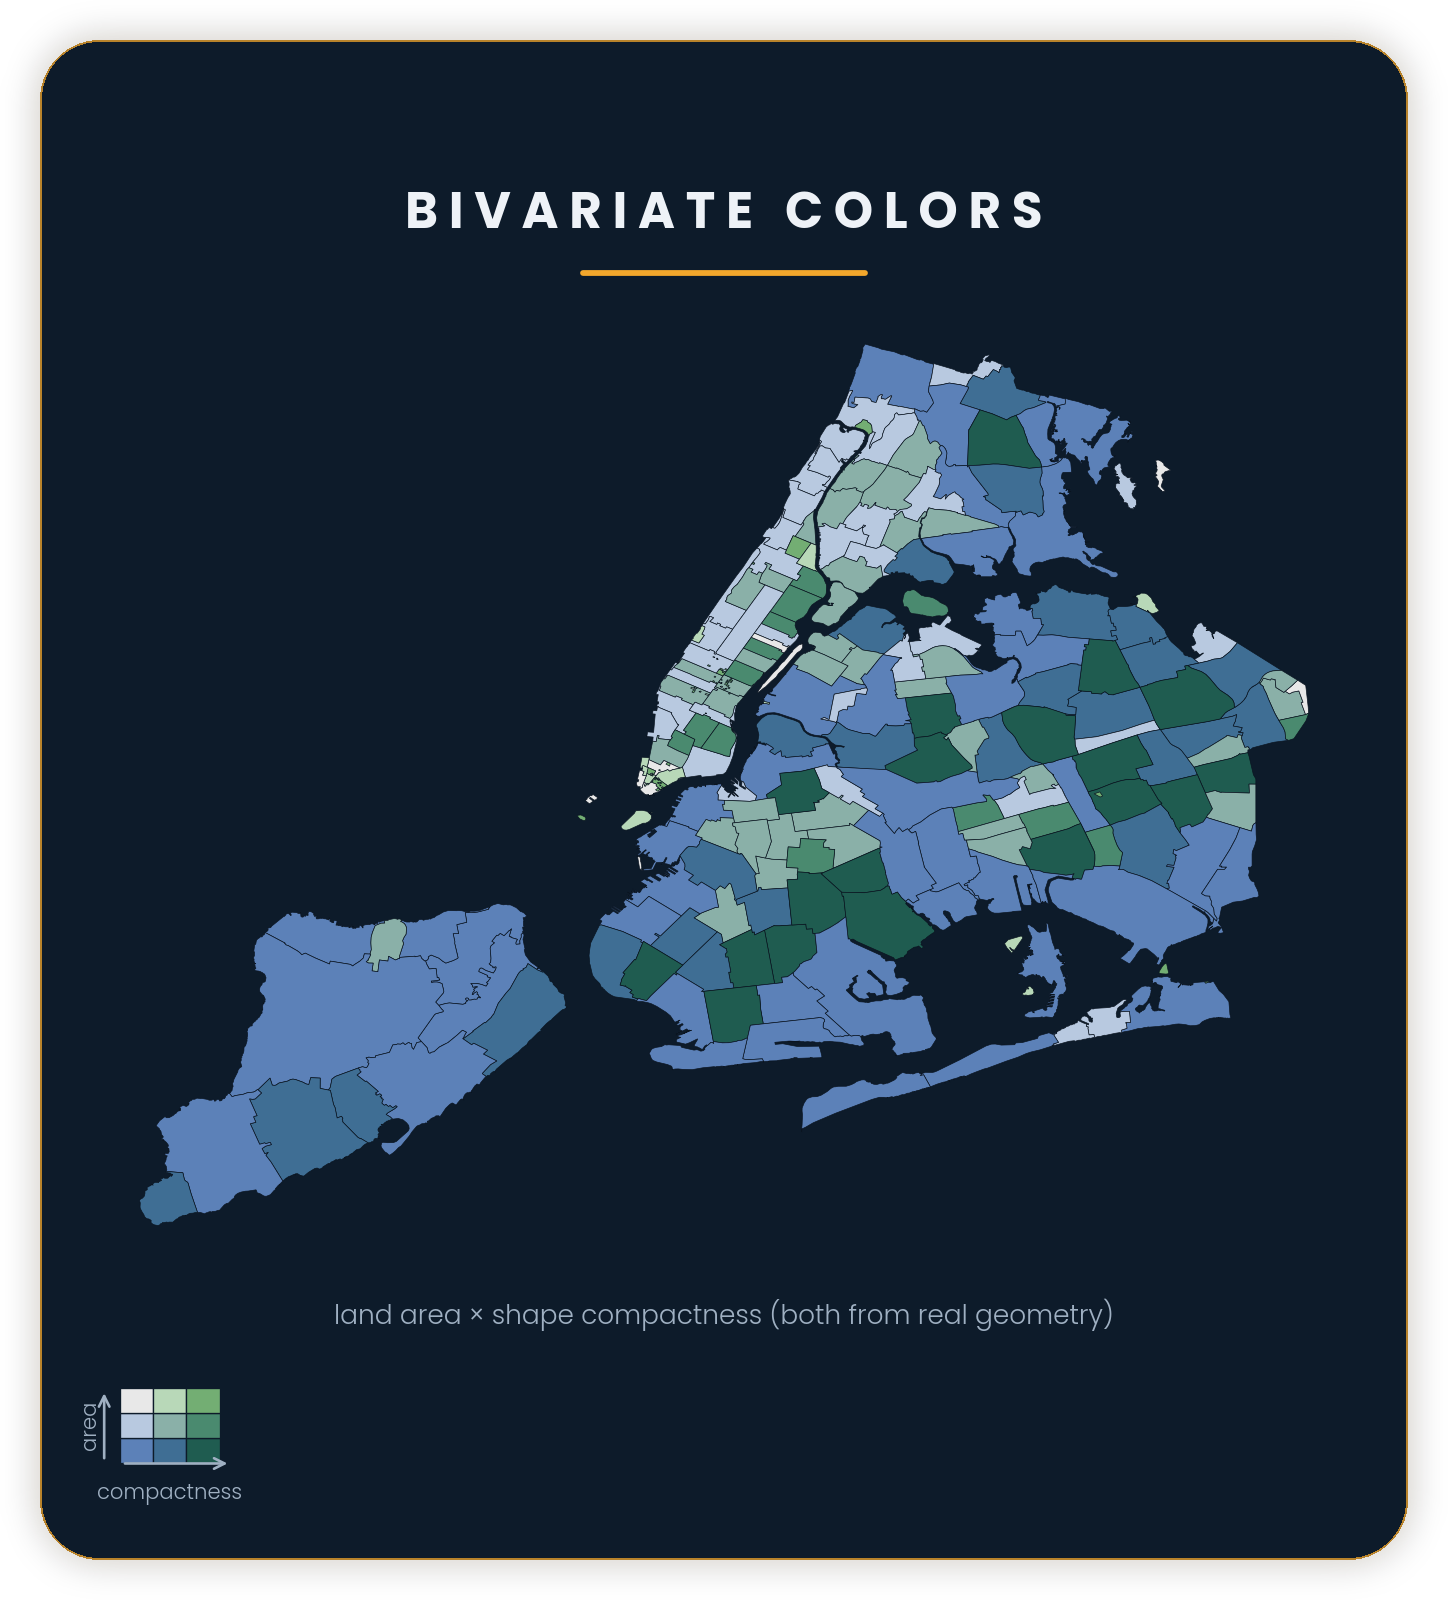 BIVARIATE COLORS
land area × shape compactness (both from real geometry)
area
compactness